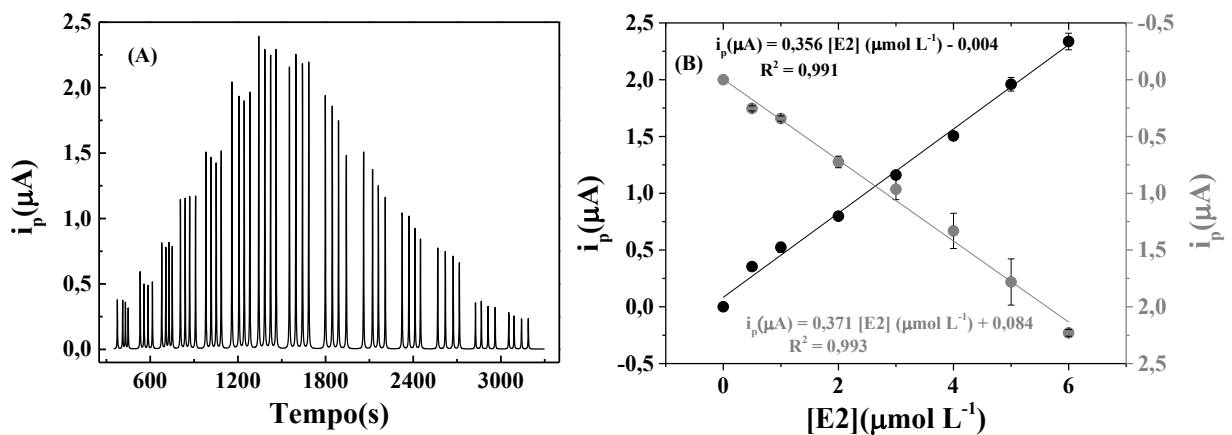 (A)
i_p(μA)
2,5
2,0
1,5
1,0
0,5
0,0
600 1200 1800 2400 3000
Tempo(s)
(B)
i_p(μA) = 0,356 [E2] (μmol L⁻¹) - 0,004
R² = 0,991
i_p(μA)
2,5
2,0
1,5
1,0
0,5
0,0
-0,5
i_p(μA) = 0,371 [E2] (μmol L⁻¹) + 0,084
R² = 0,993
0 2 4 6
[E2](μmol L⁻¹)
-0,5
0,0
0,5
1,0
1,5
2,0
2,5
i_p(μA)